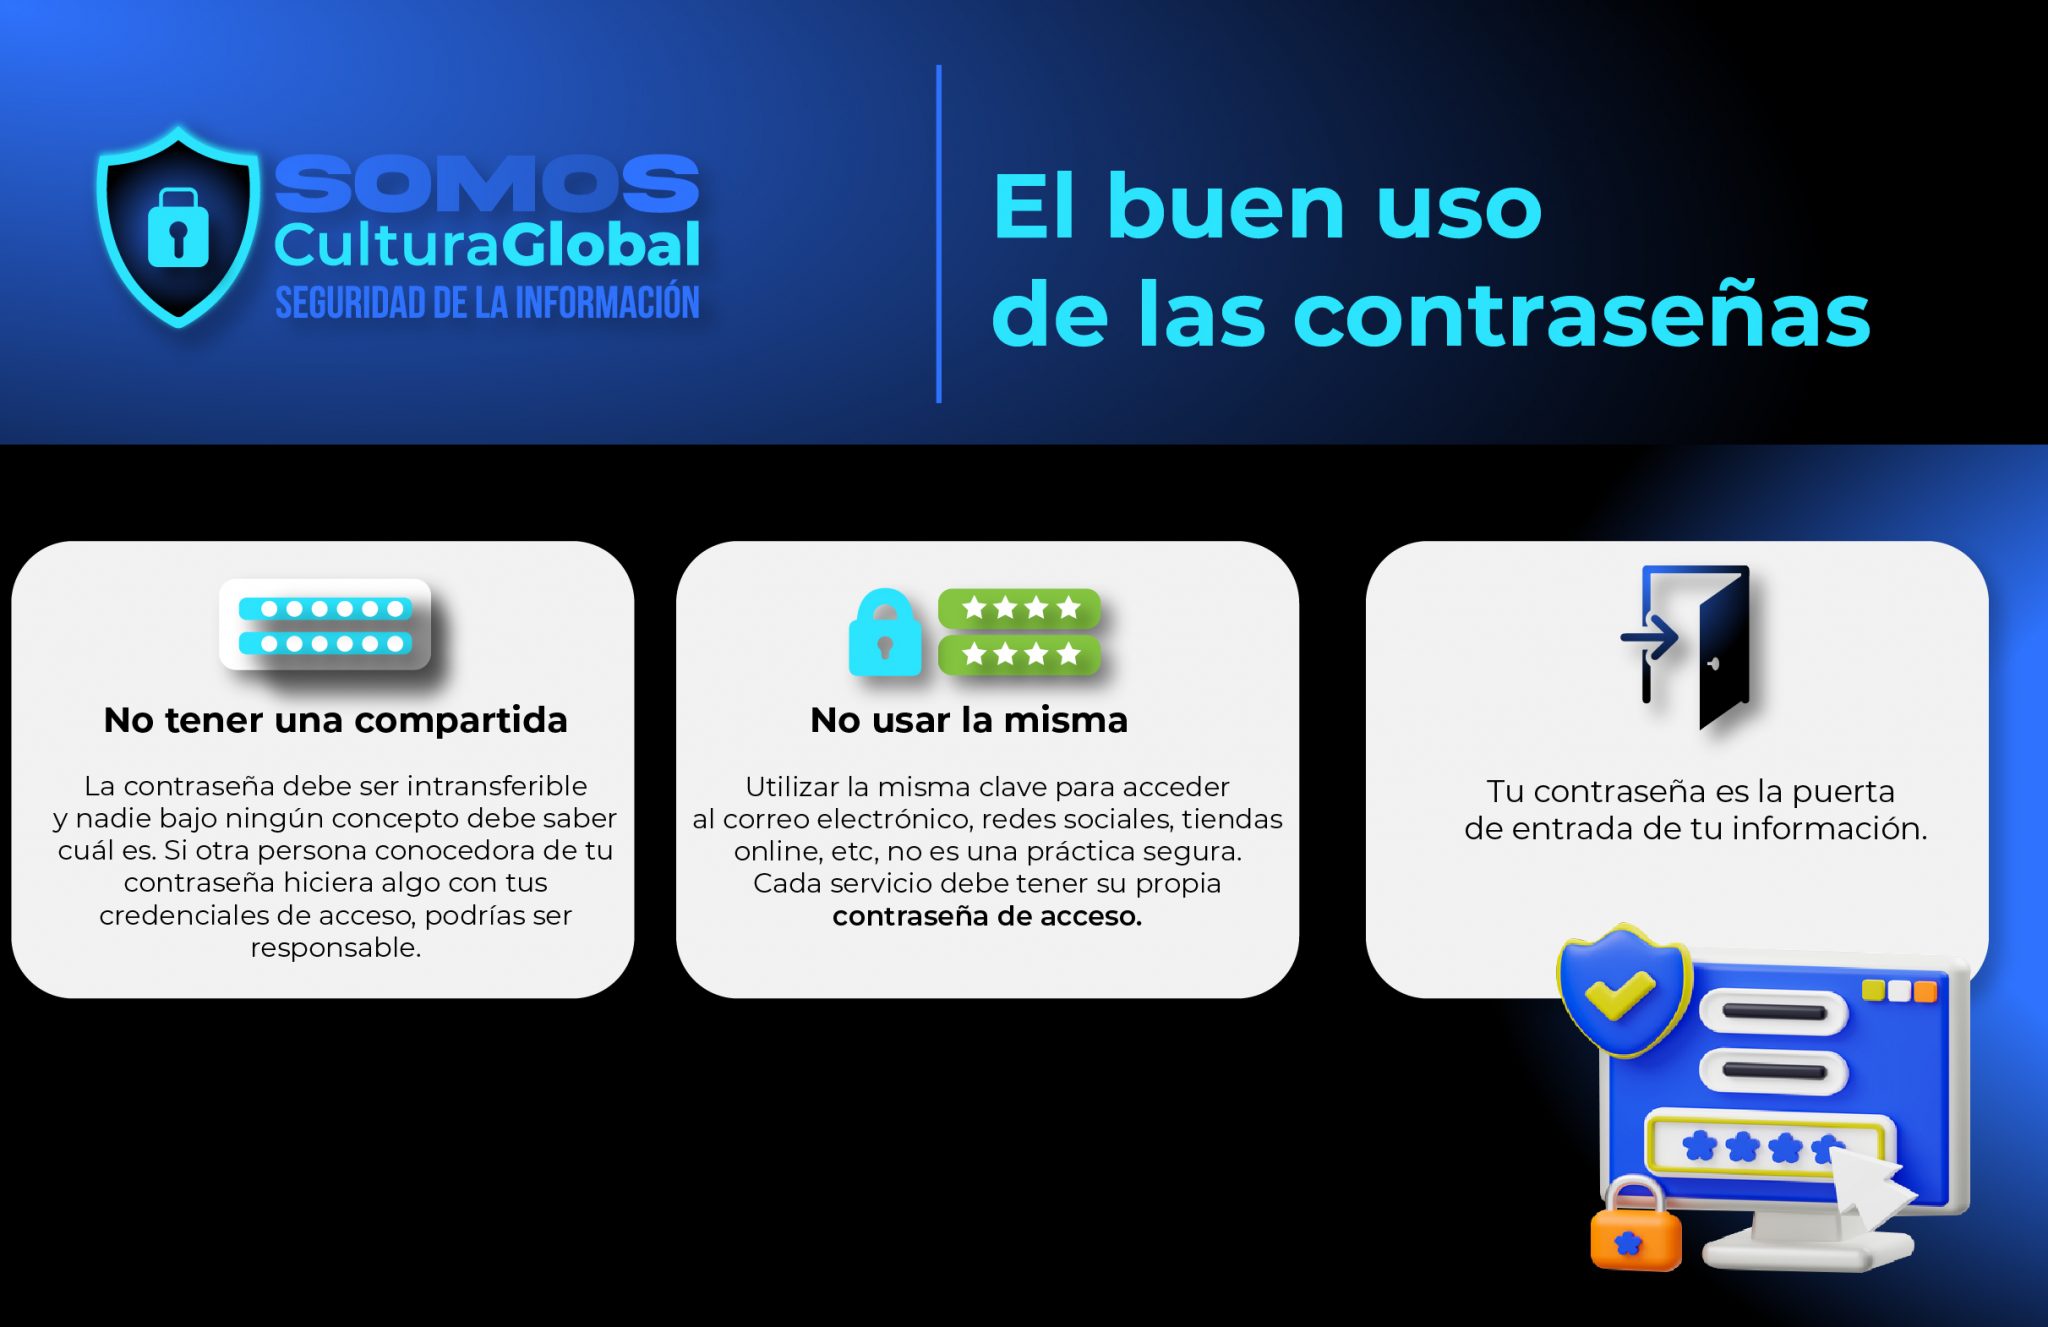 SOMOS
CulturaGlobal
SEGURIDAD DE LA INFORMACIÓN
El buen uso
de las contraseñas
No tener una compartida
La contraseña debe ser intransferible
y nadie bajo ningún concepto debe saber
cuál es. Si otra persona conocedora de tu
contraseña hiciera algo con tus
credenciales de acceso, podrías ser
responsable.
No usar la misma
Utilizar la misma clave para acceder
al correo electrónico, redes sociales, tiendas
online, etc, no es una práctica segura.
Cada servicio debe tener su propia
contraseña de acceso.
Tu contraseña es la puerta
de entrada de tu información.